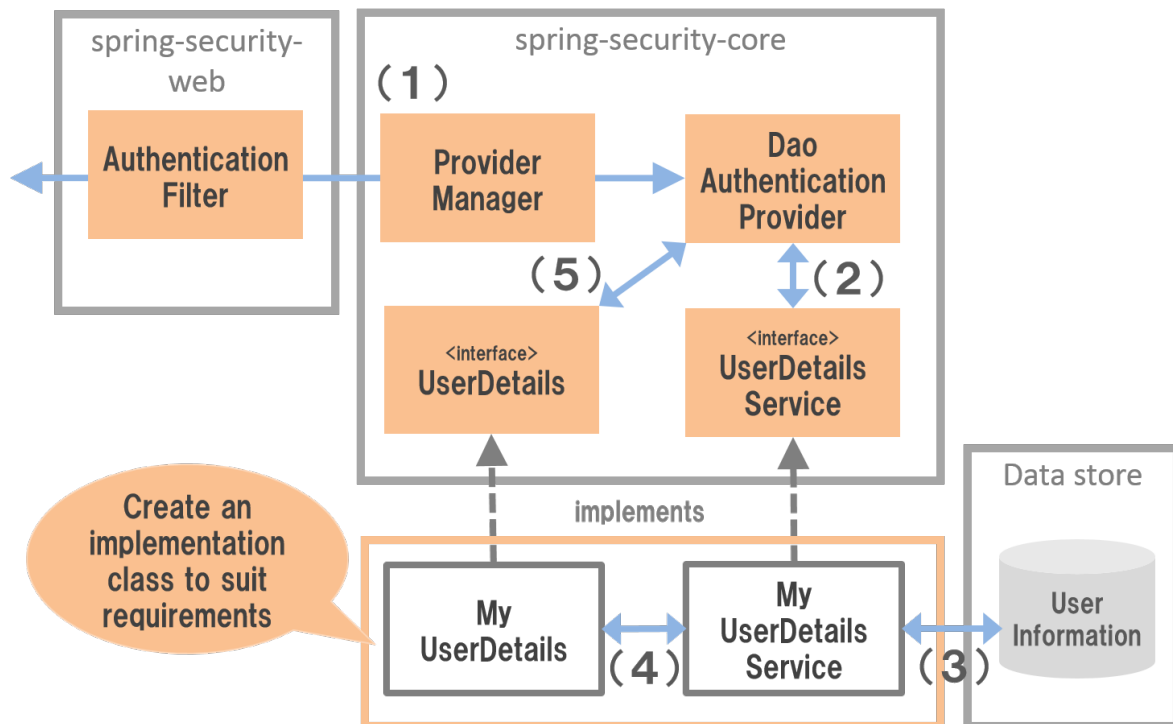 spring-security-
web
spring-security-core
（1）
Authentication
Filter
Provider
Manager
Dao
Authentication
Provider
（5）
（2）
<interface>
UserDetails
<interface>
UserDetails
Service
Data store
implements
Create an
implementation
class to suit
requirements
My
UserDetails
（4）
My
UserDetails
Service
（3）
User
Information